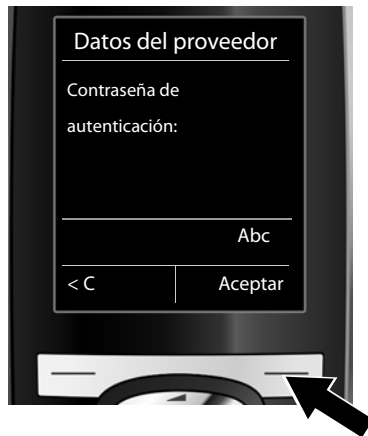 Datos del proveedor
Contraseña de
autenticación:
Abc
< C
Aceptar